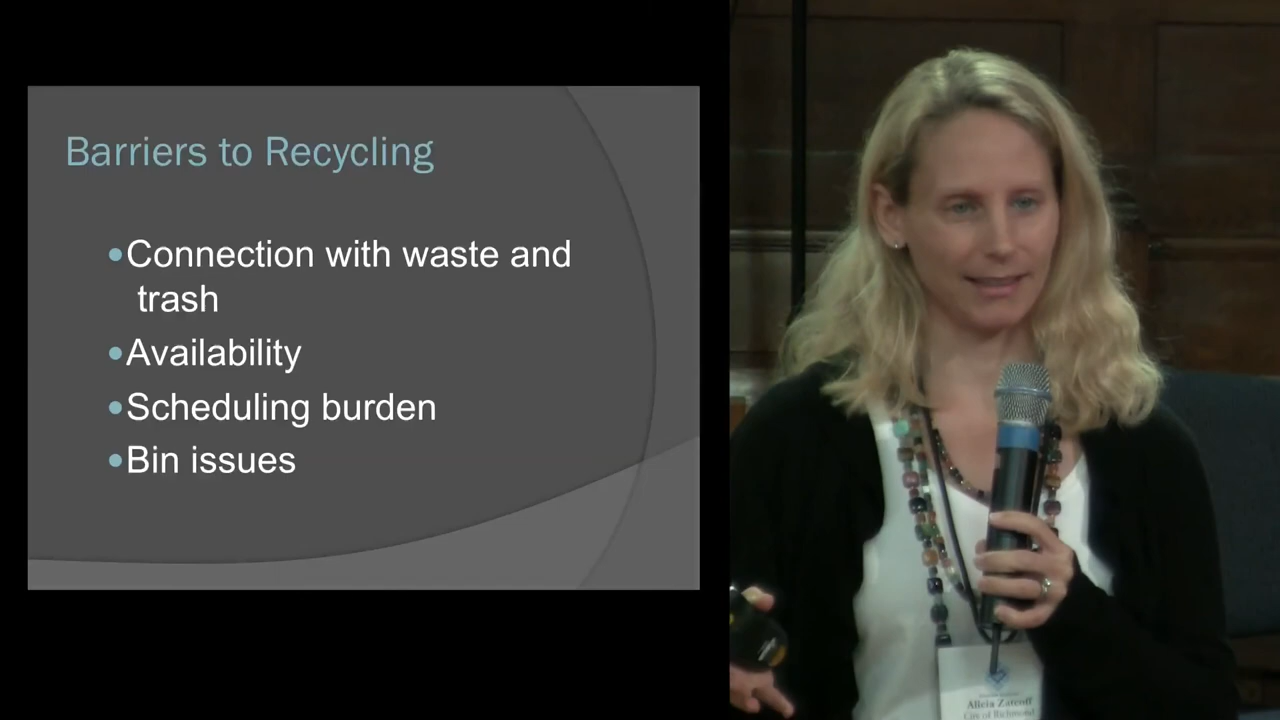 Barriers to Recycling
•Connection with waste and
trash
•Availability
•Scheduling burden
•Bin issues
Alicia Zatcoff
City of Richmond